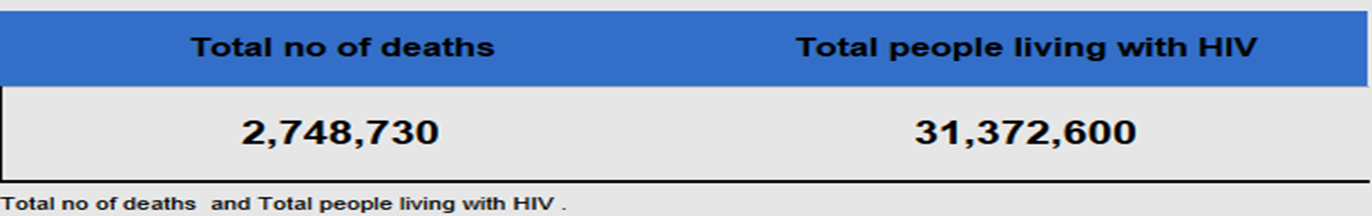 Total no of deaths Total people living with HIV
2,748,730 31,372,600
Total no of deaths and Total people living with HIV .